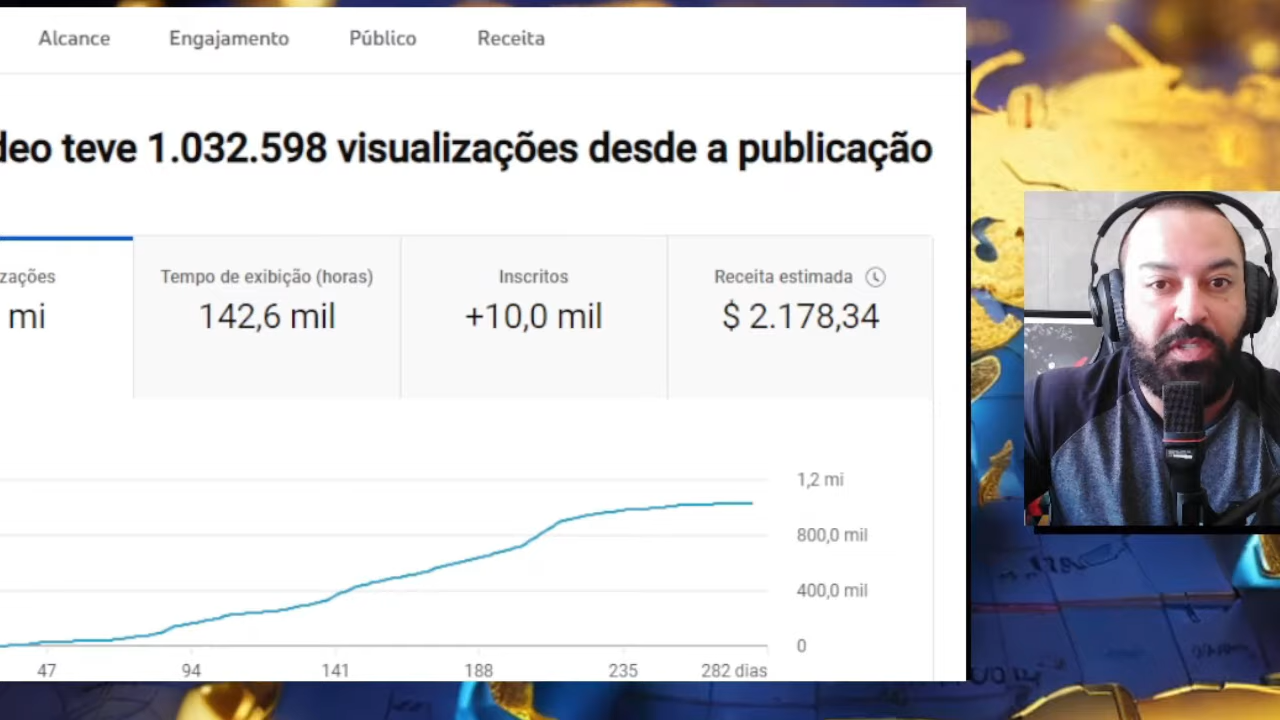 Alcance Engajamento Público Receita
deo teve 1.032.598 visualizações desde a publicação
zações Tempo de exibição (horas) Inscritos Receita estimada
mi 142,6 mil +10,0 mil $ 2.178,34
1,2 mi
800,0 mil
400,0 mil
0
47 94 141 188 235 282 dias